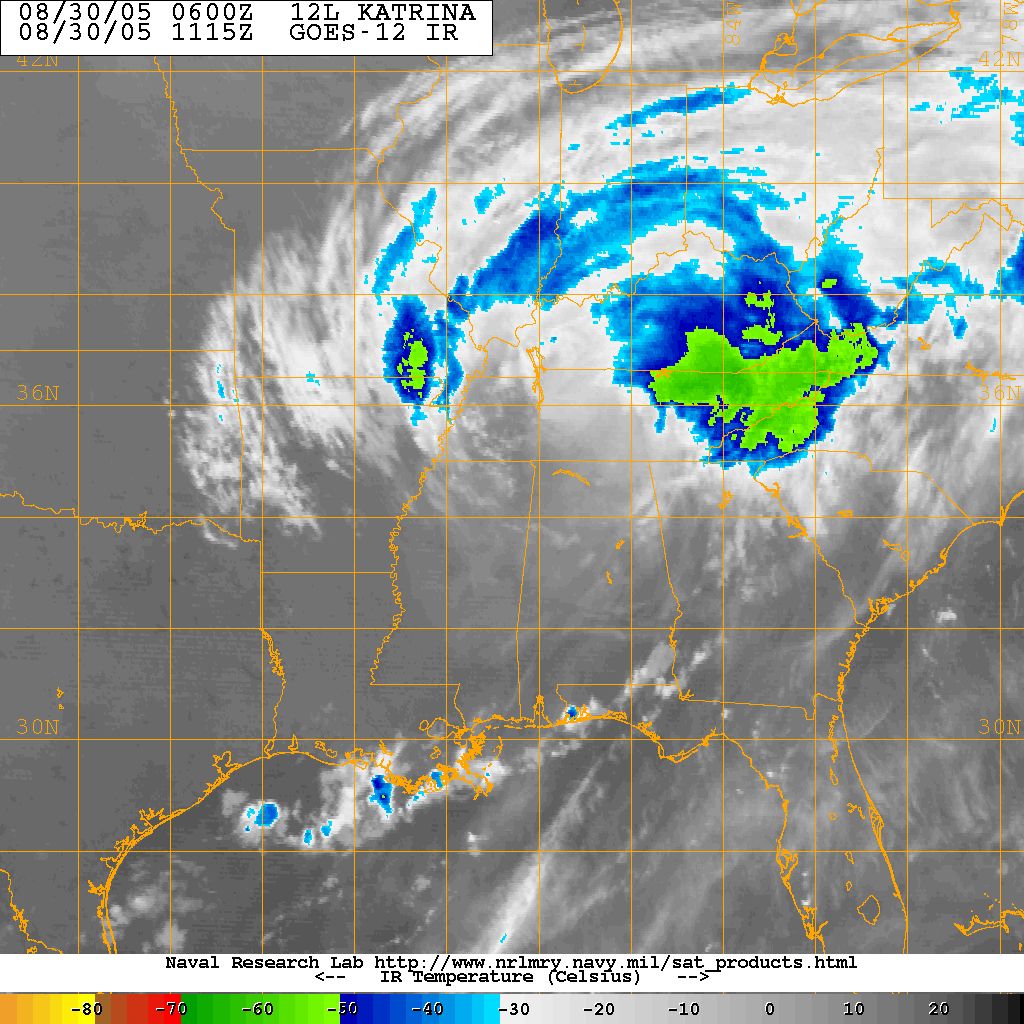 08/30/05 0600Z 12L KATRINA
08/30/05 1115Z GOES-12 IR
84W
78W
42N 42N
36N 36N
30N 30N
Naval Research Lab http://www.nrlmry.navy.mil/sat_products.html
<-- IR Temperature (Celsius) -->
-80 -70 -60 -50 -40 -30 -20 -10 0 10 20